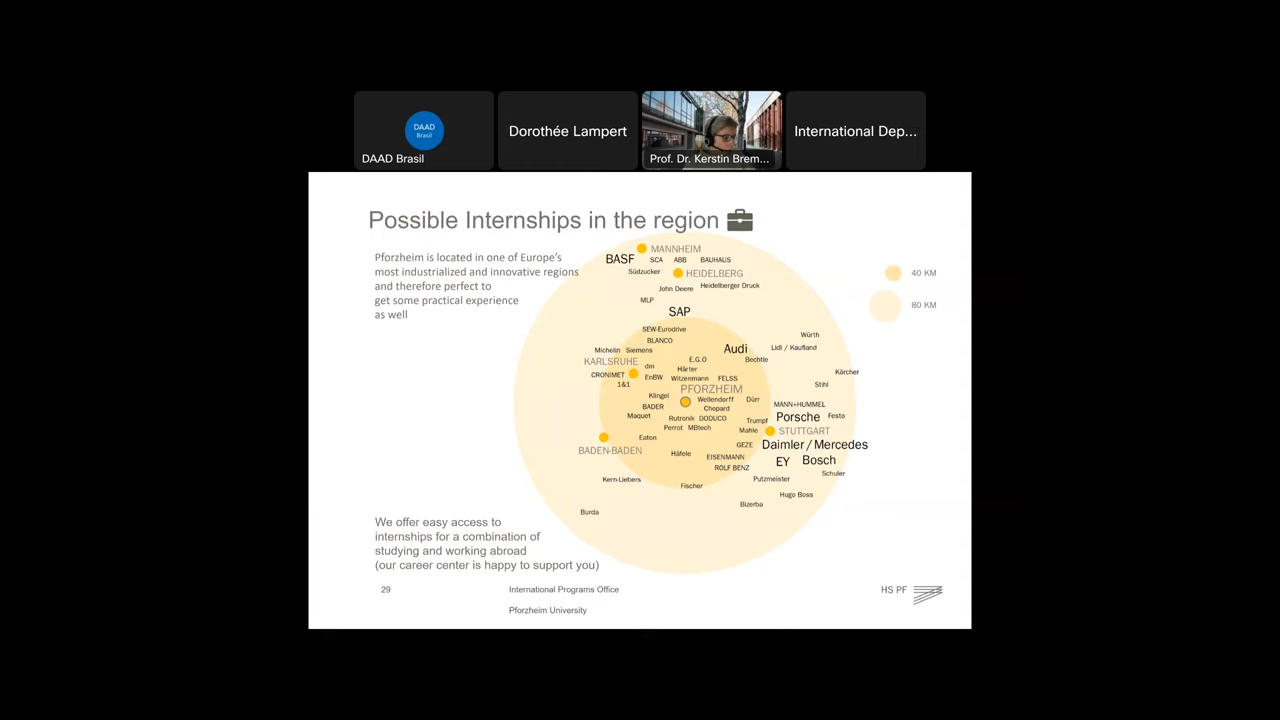 DAAD
Brasil
DAAD Brasil
Dorothée Lampert
Prof. Dr. Kerstin Brem...
International Dep...
Possible Internships in the region
Pforzheim is located in one of Europe's
most industrialized and innovative regions
and therefore perfect to
get some practical experience
as well
MANNHEIM
BASF SCA ABB BAUHAUS
Südzucker HEIDELBERG
John Deere Heidelberger Druck
MLP
SAP
40 KM
80 KM
SEW-Eurodrive
BLANCO
Würth
Michelin Siemens Audi Lidl / Kaufland
KARLSRUHE E.G.O Bechtle
dm Härter Kärcher
CRONIMET EnBW Witzenmann FELSS
1&1 PFORZHEIM Stihl
Klingel Wellendorff Dürr
BADER Chopard MANN+HUMMEL
Maquet Rutronik DODUCO Trumpf Porsche Festo
Perrot MBtech Mahle STUTTGART
Eaton GEZE Daimler / Mercedes
BADEN-BADEN Häfele EISENMANN EY Bosch
ROLF BENZ Schuler
Kern-Liebers Fischer Putzmeister
Hugo Boss
Bizerba
Burda
We offer easy access to
internships for a combination of
studying and working abroad
(our career center is happy to support you)
29
International Programs Office
Pforzheim University
HS PF